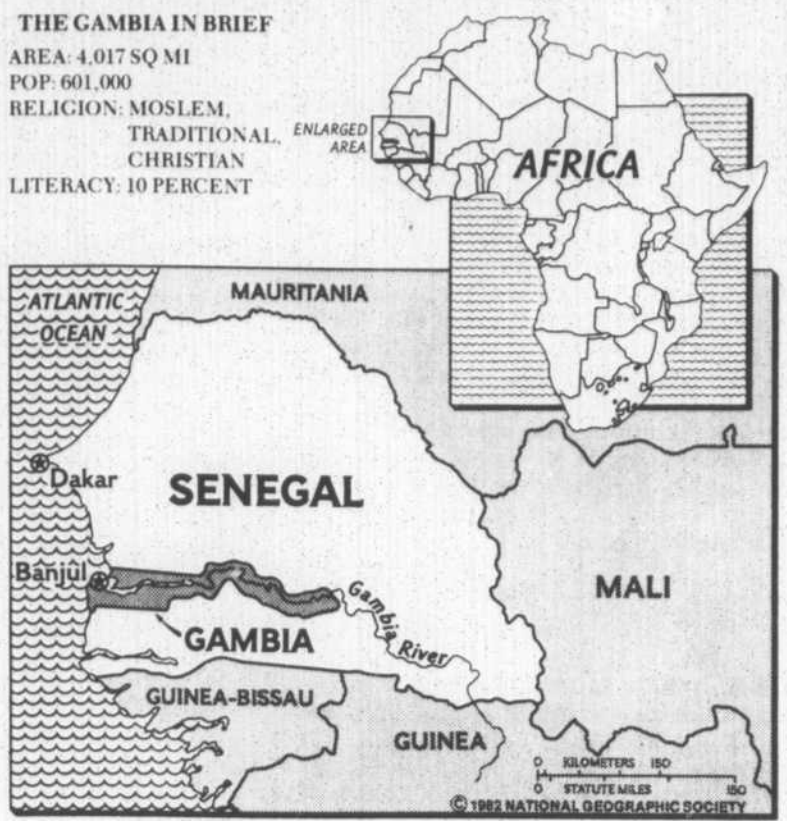 THE GAMBIA IN BRIEF
AREA: 4,017 SQ MI
POP: 601,000
RELIGION: MOSLEM,
TRADITIONAL,
CHRISTIAN
LITERACY: 10 PERCENT
ENLARGED
AREA
AFRICA
ATLANTIC
OCEAN
MAURITANIA
Dakar
SENEGAL
Banjul
MALI
Gambia River
GAMBIA
GUINEA-BISSAU
GUINEA
0 KILOMETERS 150
0 STATUTE MILES 150
© 1982 NATIONAL GEOGRAPHIC SOCIETY